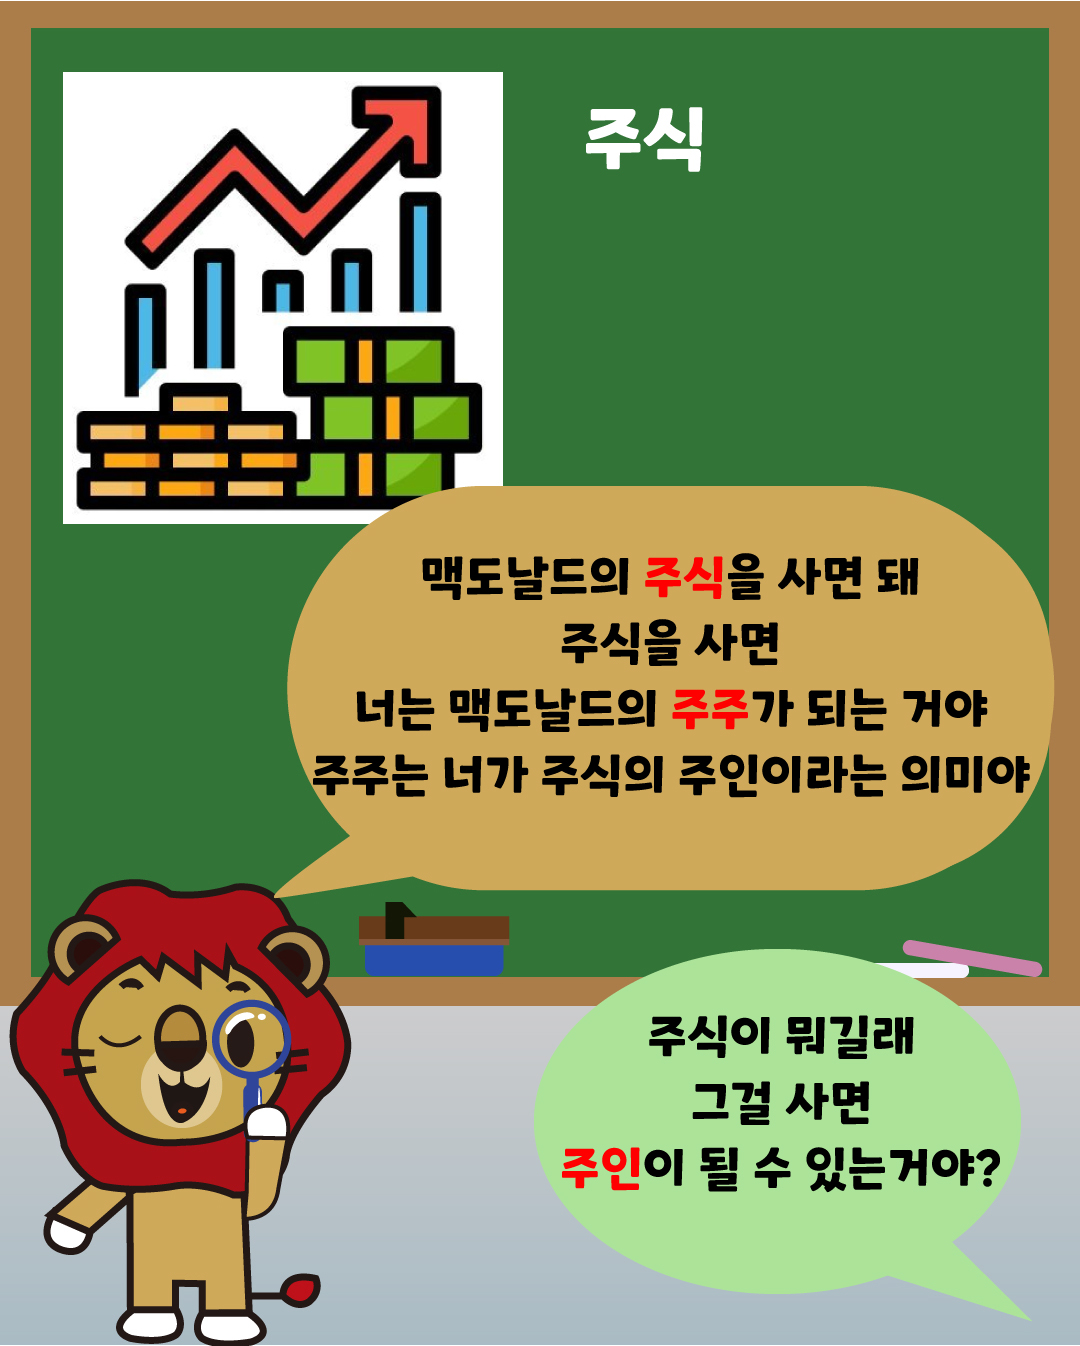 주식
맥도날드의 주식을 사면 돼
주식을 사면
너는 맥도날드의 주주가 되는 거야
주주는 너가 주식의 주인이라는 의미야
주식이 뭐길래
그걸 사면
주인이 될 수 있는거야?